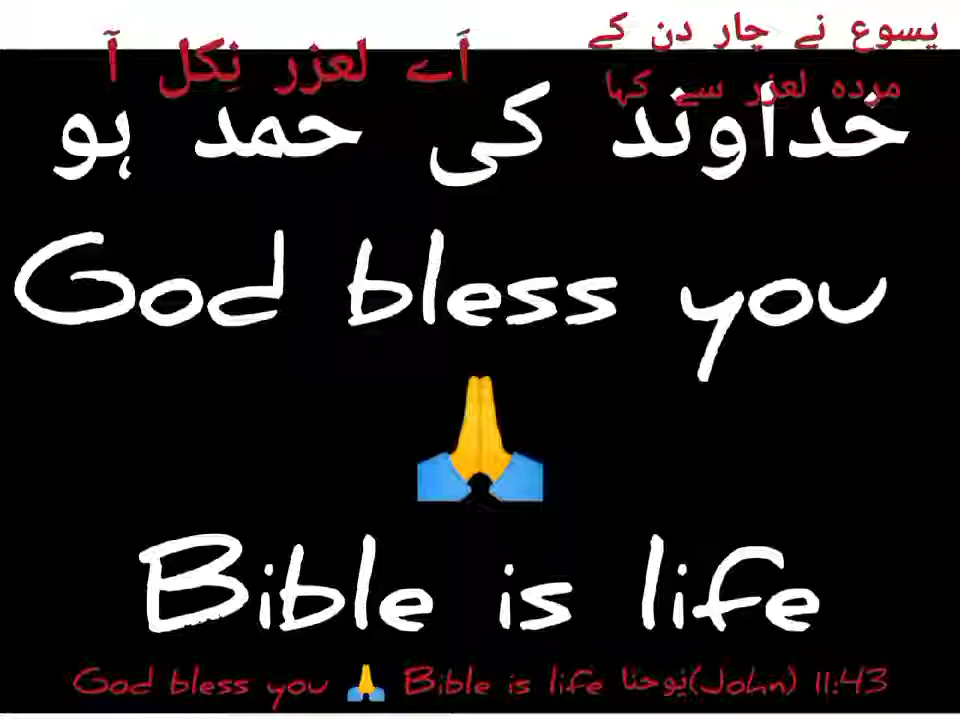 یسوع نے چار دن کے
مردہ لعزر سے کہا
اَے لعزر نِکل آ
خداوند کی حمد ہو
God bless you
🙏
Bible is life
God bless you 🙏 Bible is life یُوحنا(John) 11:43